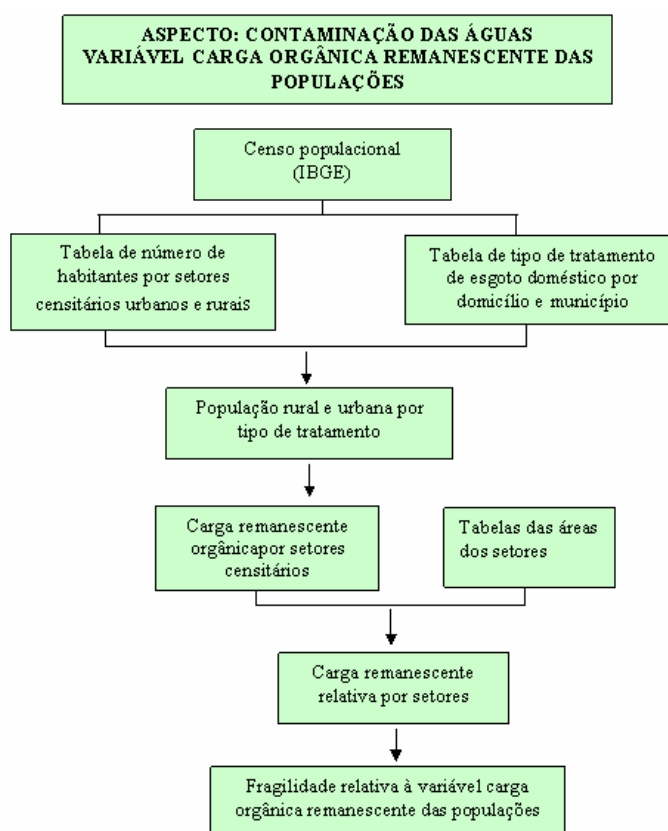 ASPECTO: CONTAMINAÇÃO DAS ÁGUAS
VARIÁVEL CARGA ORGÂNICA REMANESCENTE DAS
POPULAÇÕES
Censo populacional
(IBGE)
Tabela de número de
habitantes por setores
censitários urbanos e rurais
Tabela de tipo de tratamento
de esgoto doméstico por
domicílio e município
População rural e urbana por
tipo de tratamento
Carga remanescente
orgânicapor setores
censitários
Tabelas das áreas
dos setores
Carga remanescente
relativa por setores
Fragilidade relativa à variável carga
orgânica remanescente das populações